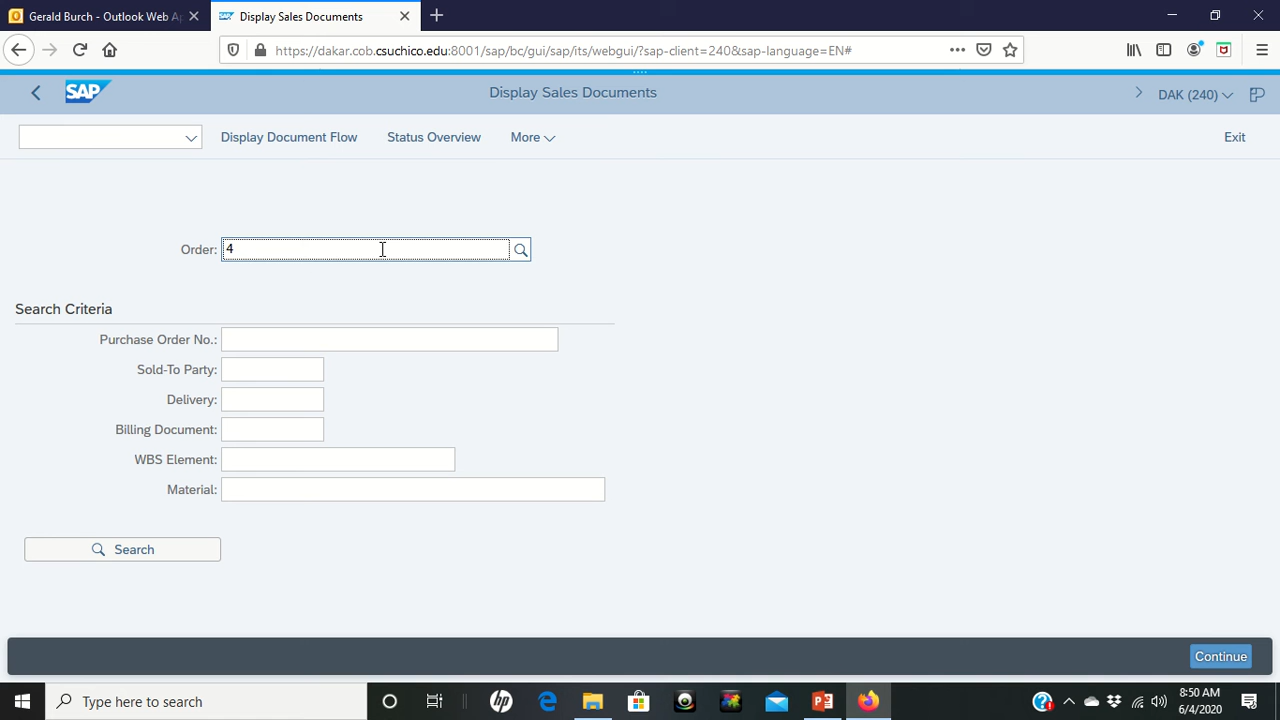 Gerald Burch - Outlook Web Ap
Display Sales Documents
https://dakar.cob.csuchico.edu:8001/sap/bc/gui/sap/its/webgui/?sap-client=240&sap-language=EN#
SAP
Display Sales Documents
DAK (240)
Display Document Flow
Status Overview
More
Exit
Order: 4
Search Criteria
Purchase Order No.:
Sold-To Party:
Delivery:
Billing Document:
WBS Element:
Material:
Search
Continue
Type here to search
8:50 AM
6/4/2020